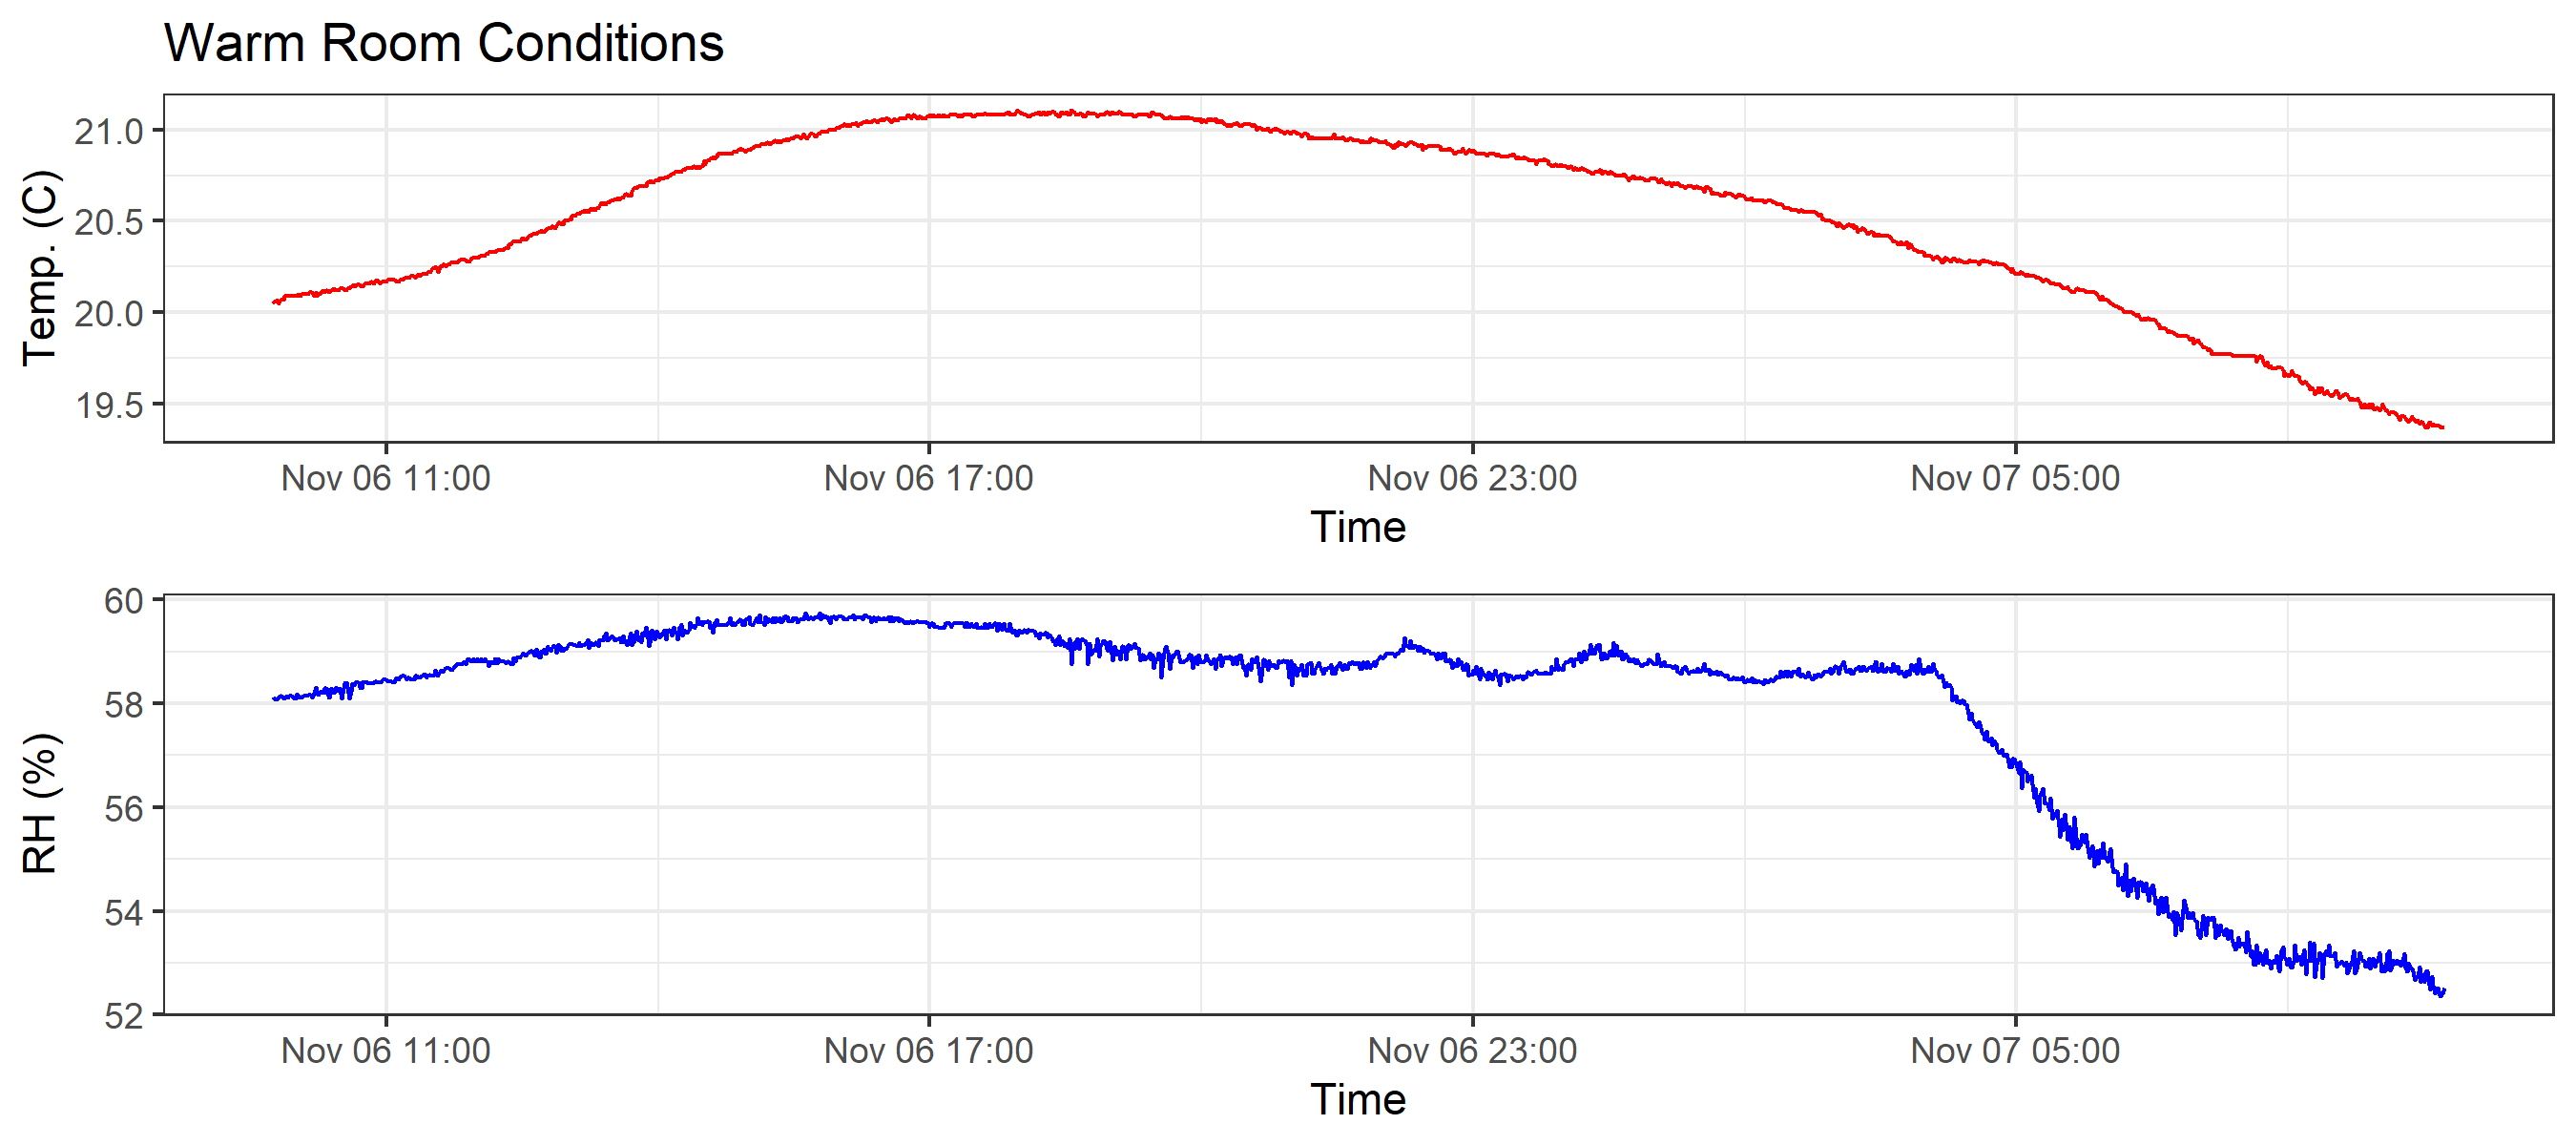 Warm Room Conditions
Temp. (C)
21.0
20.5
20.0
19.5
Nov 06 11:00 Nov 06 17:00 Nov 06 23:00 Nov 07 05:00
Time
RH (%)
60
58
56
54
52
Nov 06 11:00 Nov 06 17:00 Nov 06 23:00 Nov 07 05:00
Time